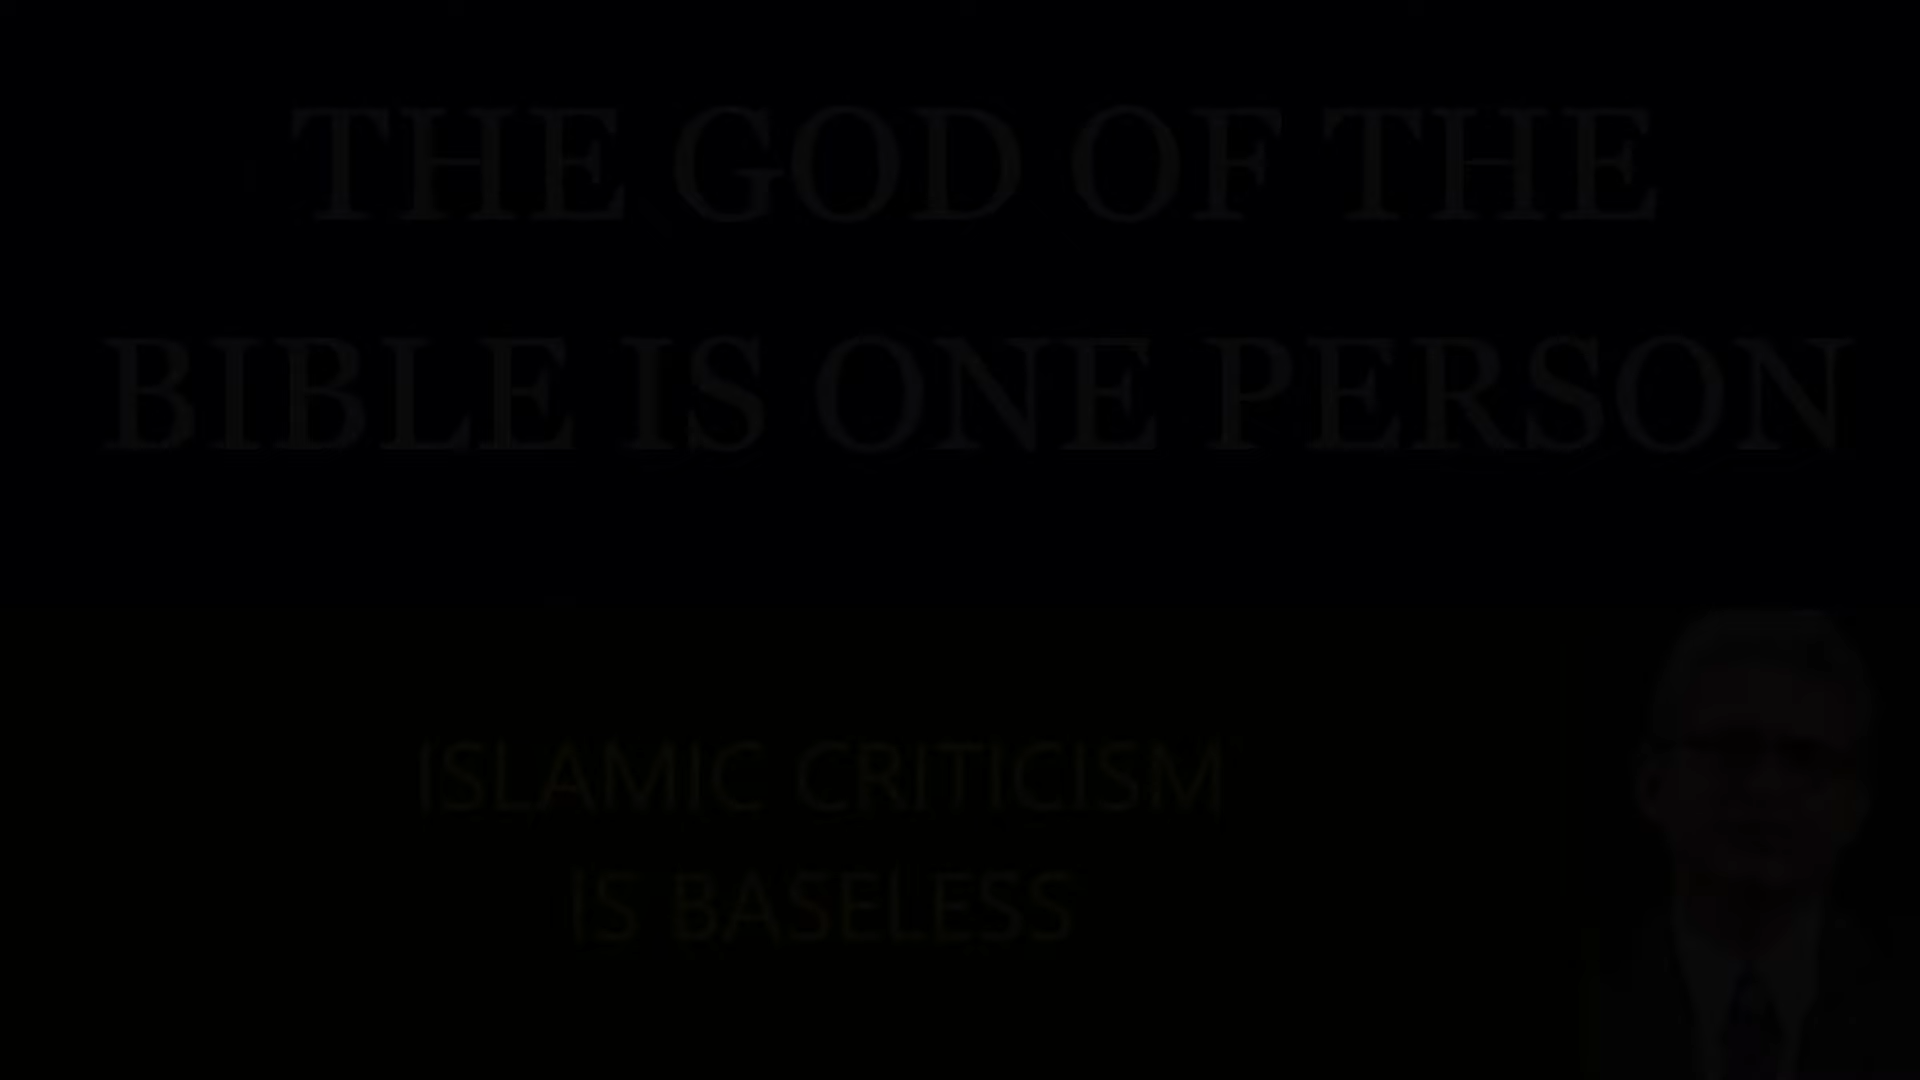 THE GOD OF THE
BIBLE IS ONE PERSON
ISLAMIC CRITICISM
IS BASELESS